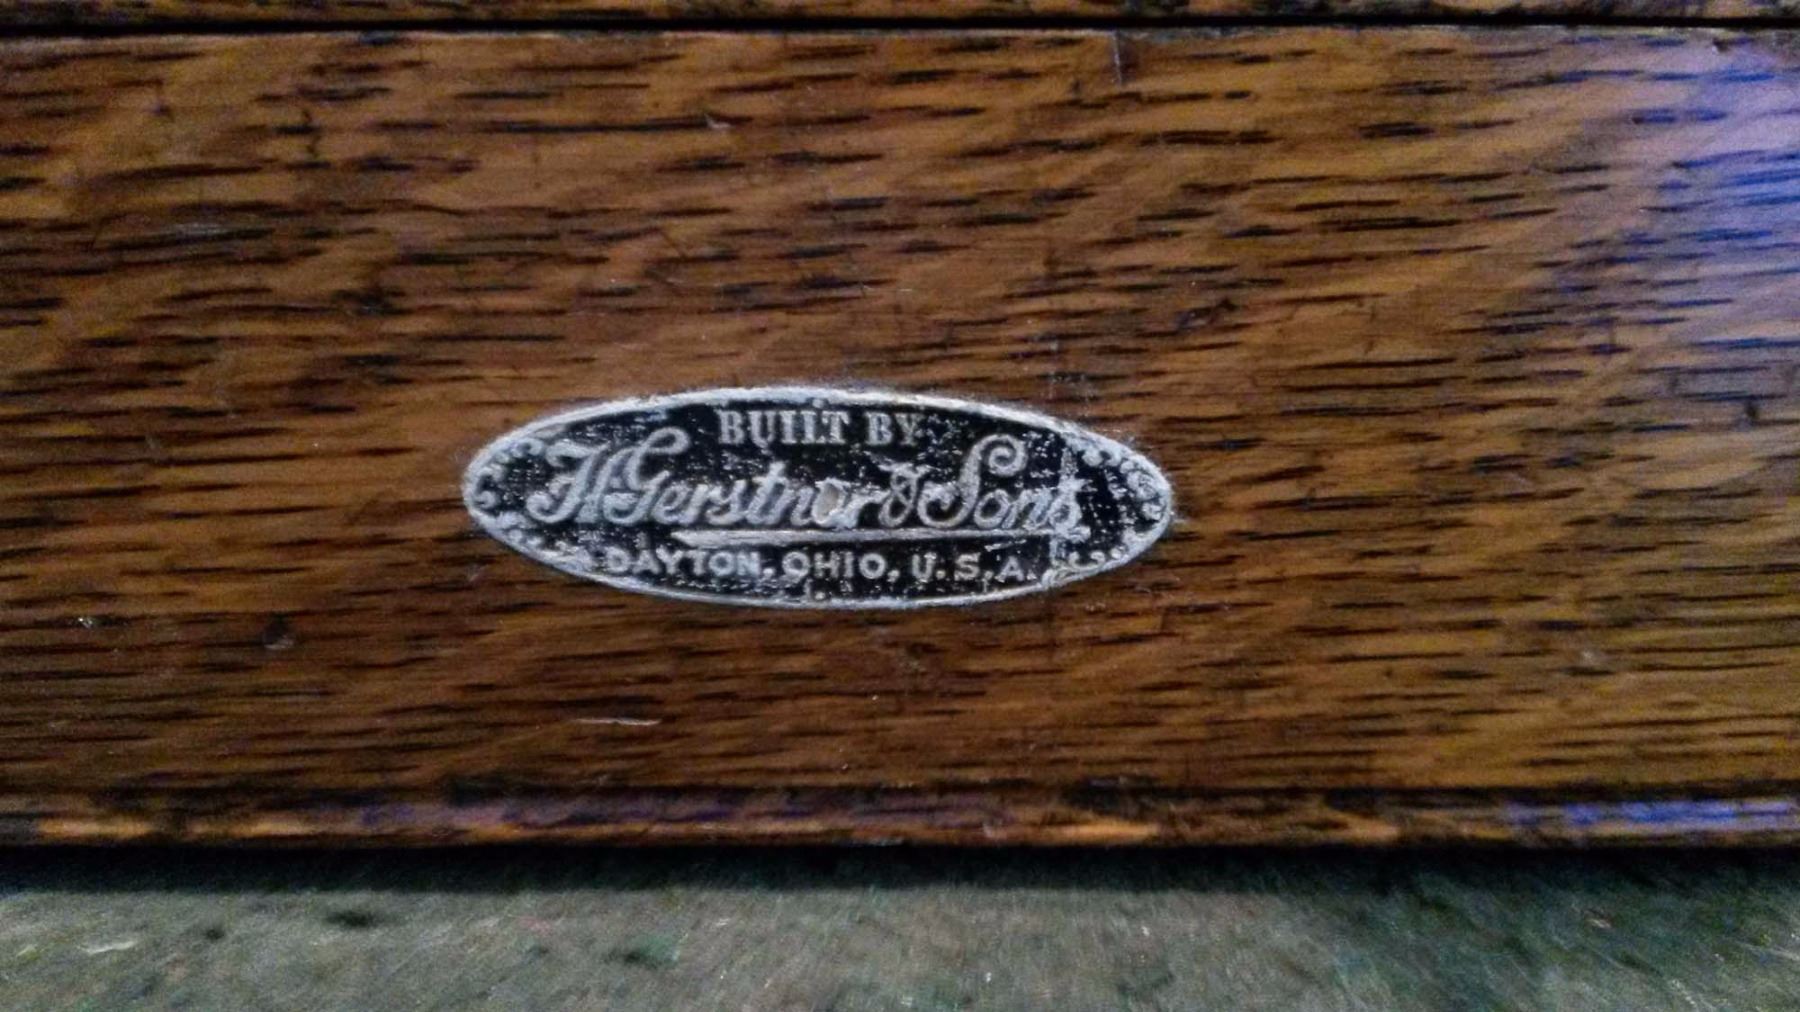 BUILT BY
H Gerstner & Sons
DAYTON, OHIO, U.S.A.